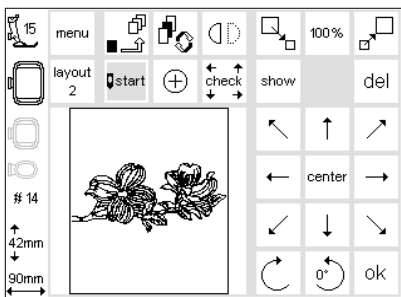 15 menu 100%
layout
2
start check show del
center
# 14
42mm
90mm 0° ok